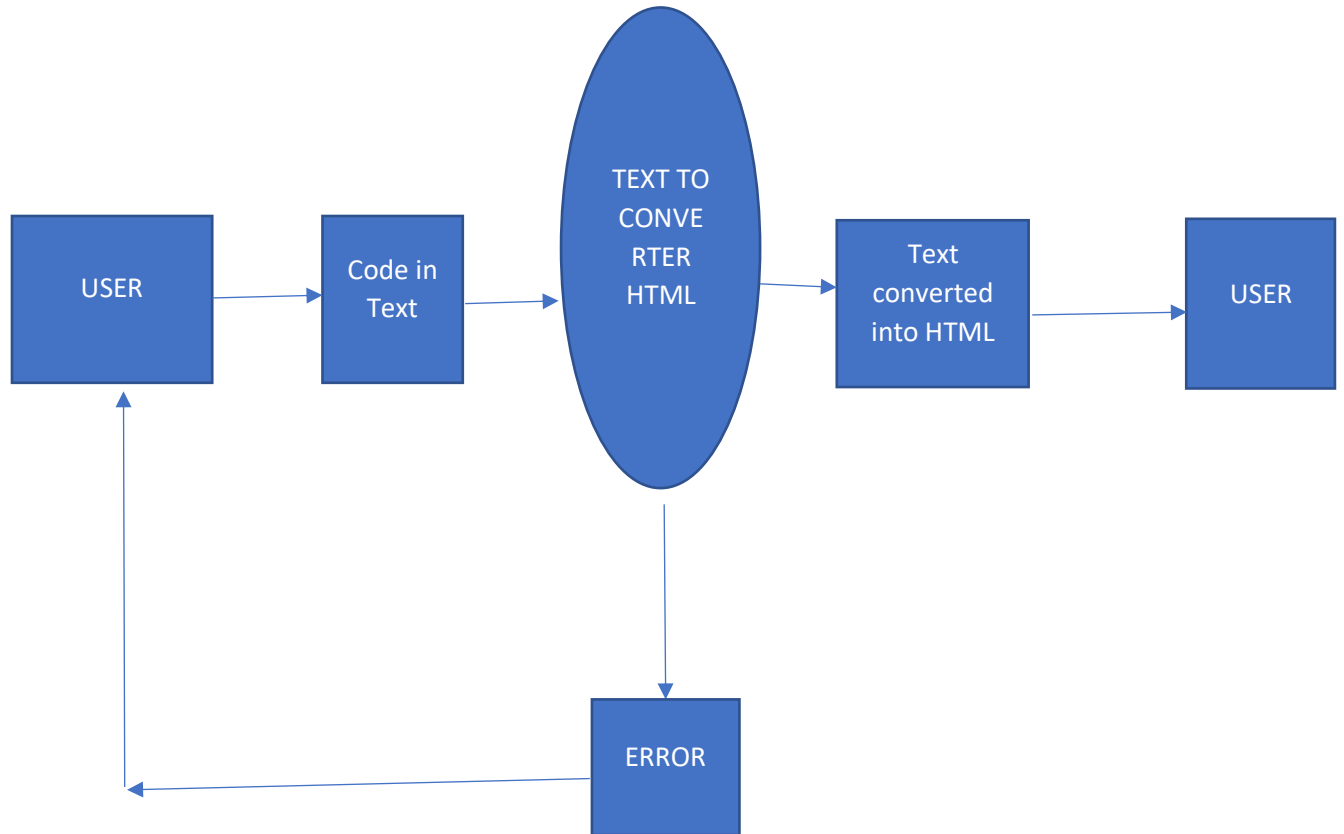 USER
Code in
Text
TEXT TO
CONVE
RTER
HTML
Text
converted
into HTML
USER
ERROR